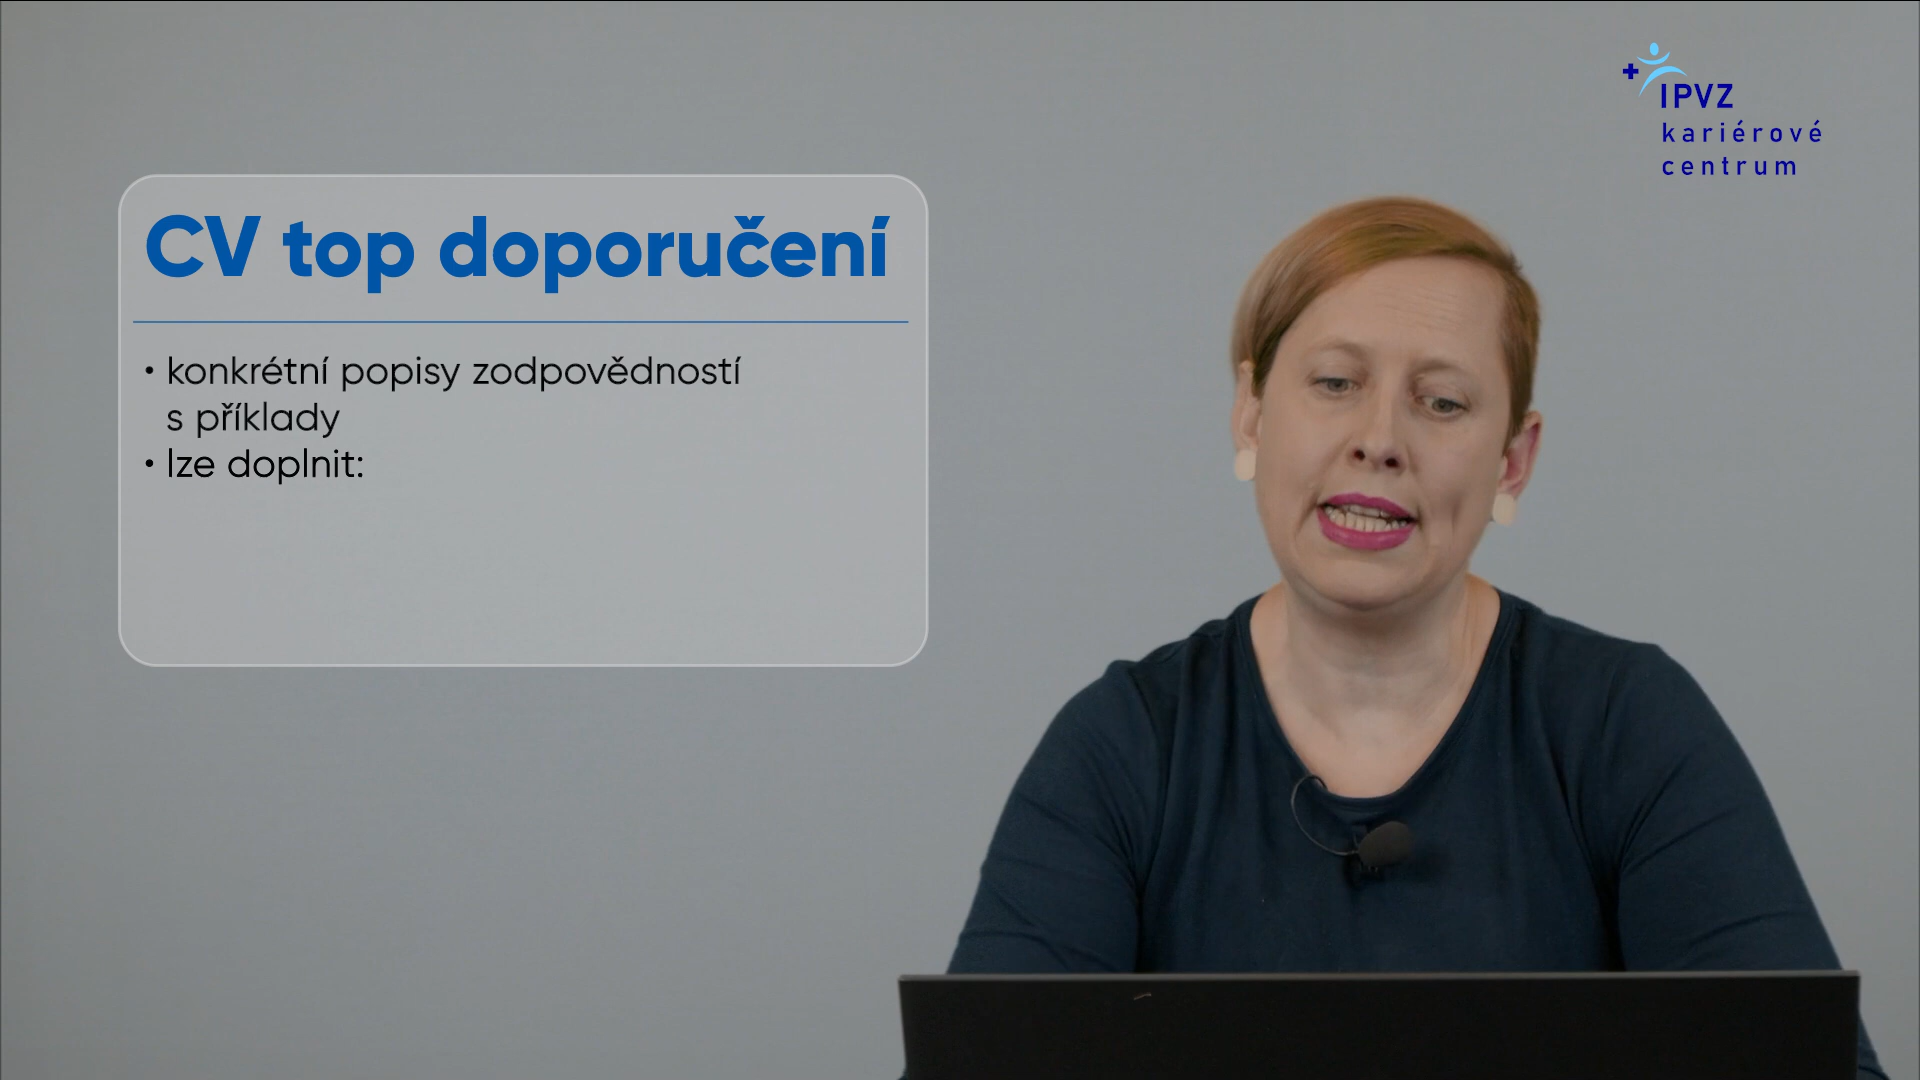 IPVZ
kariérové
centrum
CV top doporučení
• konkrétní popisy zodpovědností
s příklady
• lze doplnit: